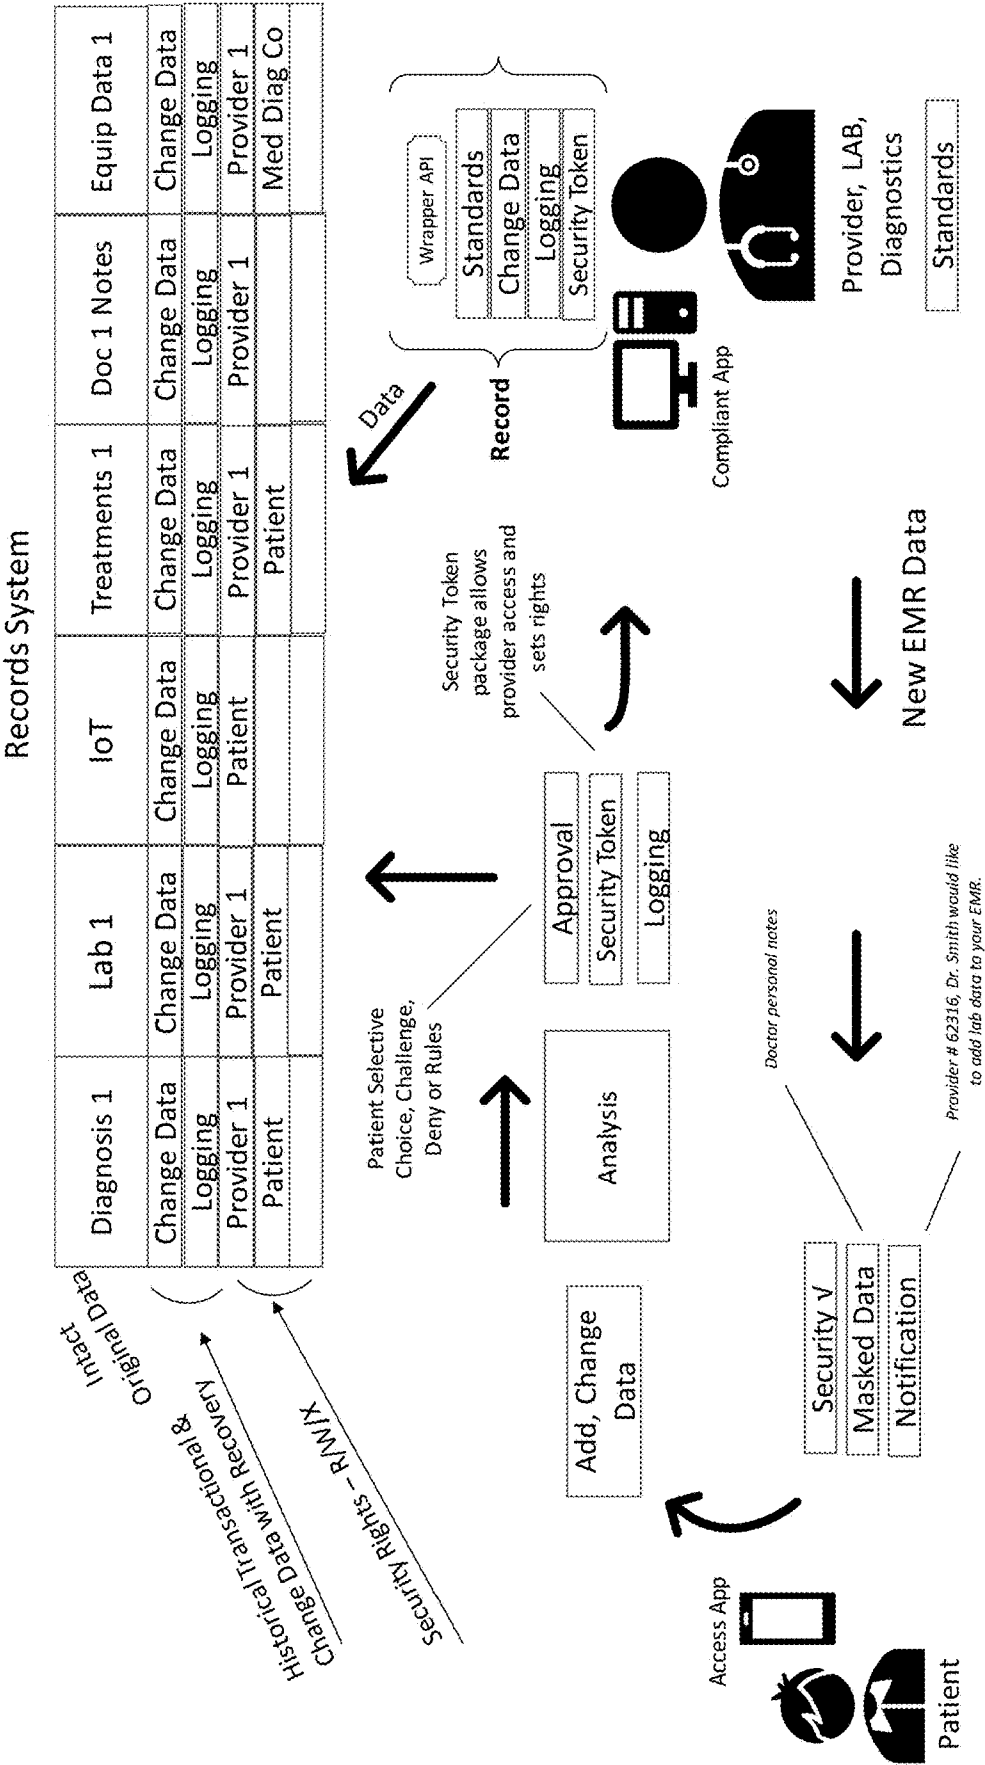 Records System
Diagnosis 1
Change Data
Logging
Provider 1
Patient
Lab 1
Change Data
Logging
Provider 1
Patient
IoT
Change Data
Logging
Patient
Treatments 1
Change Data
Logging
Provider 1
Patient
Doc 1 Notes
Change Data
Logging
Provider 1
Equip Data 1
Change Data
Logging
Provider 1
Med Diag Co
Intact
Original Data
Historical Transactional &
Change Data with Recovery
Security Rights – R/W/X
Patient Selective
Choice, Challenge,
Deny or Rules
Security Token
package allows
provider access and
sets rights
Data
Record
Wrapper API
Standards
Change Data
Logging
Security Token
Add, Change
Data
Analysis
Approval
Security Token
Logging
Compliant App
Provider, LAB,
Diagnostics
Standards
New EMR Data
Access App
Patient
Security √
Masked Data
Notification
Doctor personal notes
Provider # 62316, Dr. Smith would like
to add lab data to your EMR.